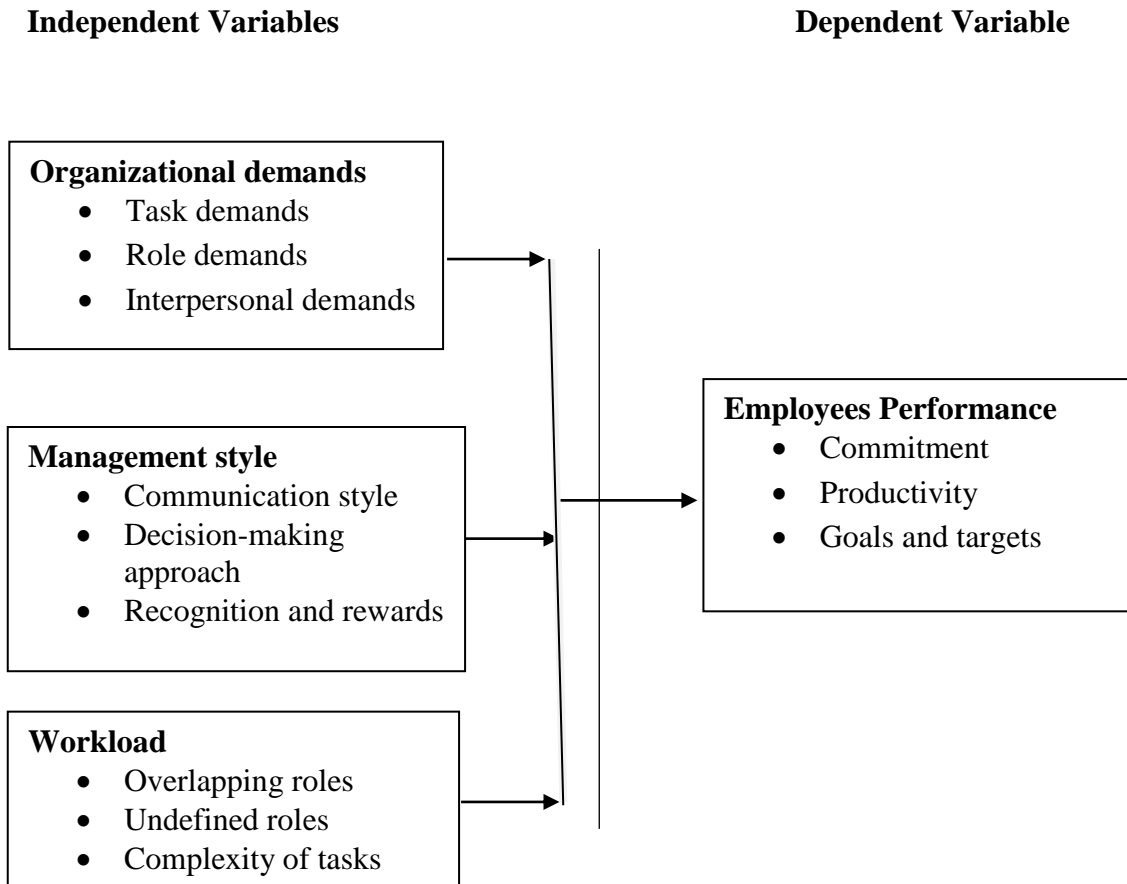 Independent Variables
Dependent Variable
Organizational demands
• Task demands
• Role demands
• Interpersonal demands
Management style
• Communication style
• Decision-making
approach
• Recognition and rewards
Workload
• Overlapping roles
• Undefined roles
• Complexity of tasks
Employees Performance
• Commitment
• Productivity
• Goals and targets